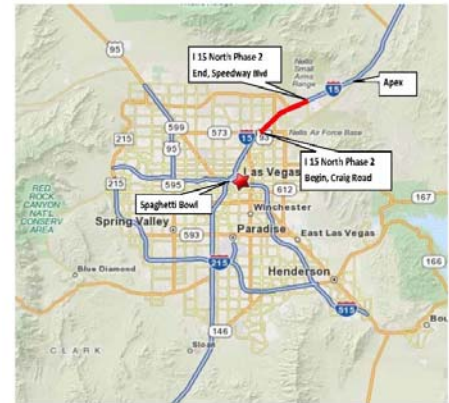 95
I 15 North Phase 2
End, Speedway Blvd
Nellis
Small
Arms
Range
15
Apex
215
599
573
15
93
Nellis Air Force Base
95
215
I 15 North Phase 2
Begin, Craig Road
RED
ROCK
CANYON
NAT'L
CONSERV
AREA
595
Las Vegas
612
167
Spaghetti Bowl
Winchester
Spring Valley
593
Paradise
East Las Vegas
166
Blue Diamond
215
Henderson
515
146
Bou
CLARK
Sloan